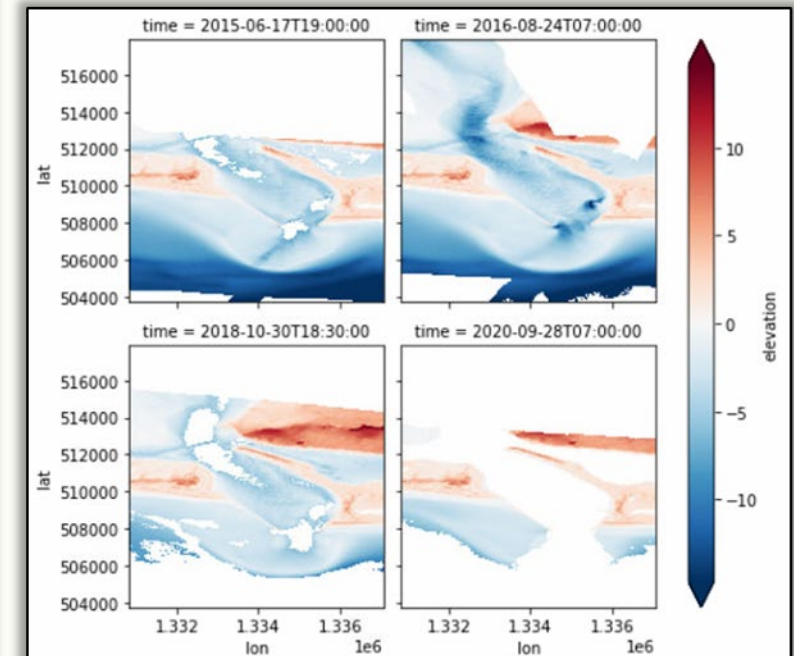 time = 2015-06-17T19:00:00
time = 2016-08-24T07:00:00
516000
514000
512000
510000
508000
506000
504000
lat
time = 2018-10-30T18:30:00
time = 2020-09-28T07:00:00
516000
514000
512000
510000
508000
506000
504000
lat
1.332
1.334
1.336
1e6
lon
1.332
1.334
1.336
1e6
lon
10
5
0
−5
−10
elevation